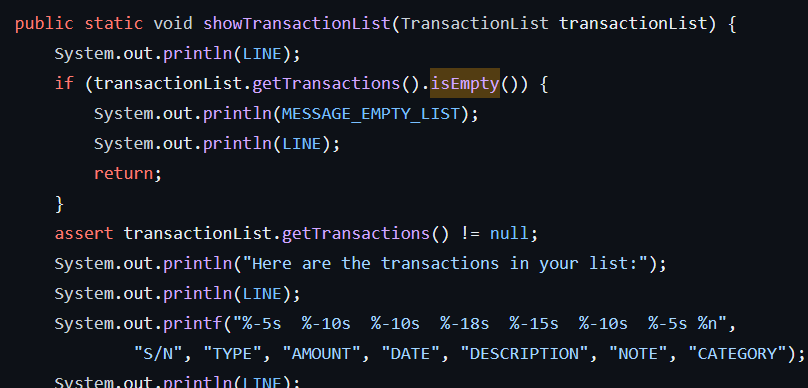 public static void showTransactionList(TransactionList transactionList) {
System.out.println(LINE);
if (transactionList.getTransactions().isEmpty()) {
System.out.println(MESSAGE_EMPTY_LIST);
System.out.println(LINE);
return;
}
assert transactionList.getTransactions() != null;
System.out.println("Here are the transactions in your list:");
System.out.println(LINE);
System.out.printf("%-5s  %-10s  %-10s  %-18s  %-15s  %-10s  %-5s %n",
"S/N", "TYPE", "AMOUNT", "DATE", "DESCRIPTION", "NOTE", "CATEGORY");
System.out.println(LINE);